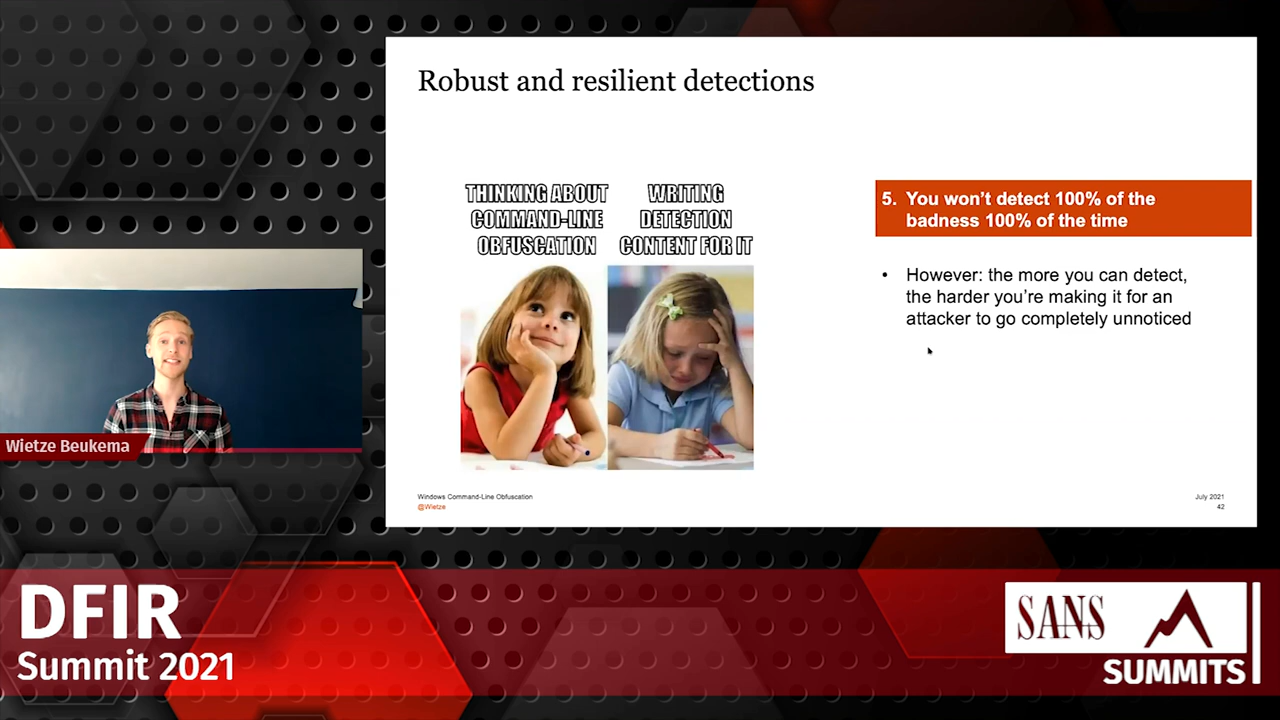 Robust and resilient detections
THINKING ABOUT
COMMAND-LINE
OBFUSCATION
WRITING
DETECTION
CONTENT FOR IT
5. You won't detect 100% of the
badness 100% of the time
• However: the more you can detect,
the harder you're making it for an
attacker to go completely unnoticed
Windows Command-Line Obfuscation
@Wietze
July 2021
42
Wietze Beukema
DFIR
Summit 2021
SANS
SUMMITS